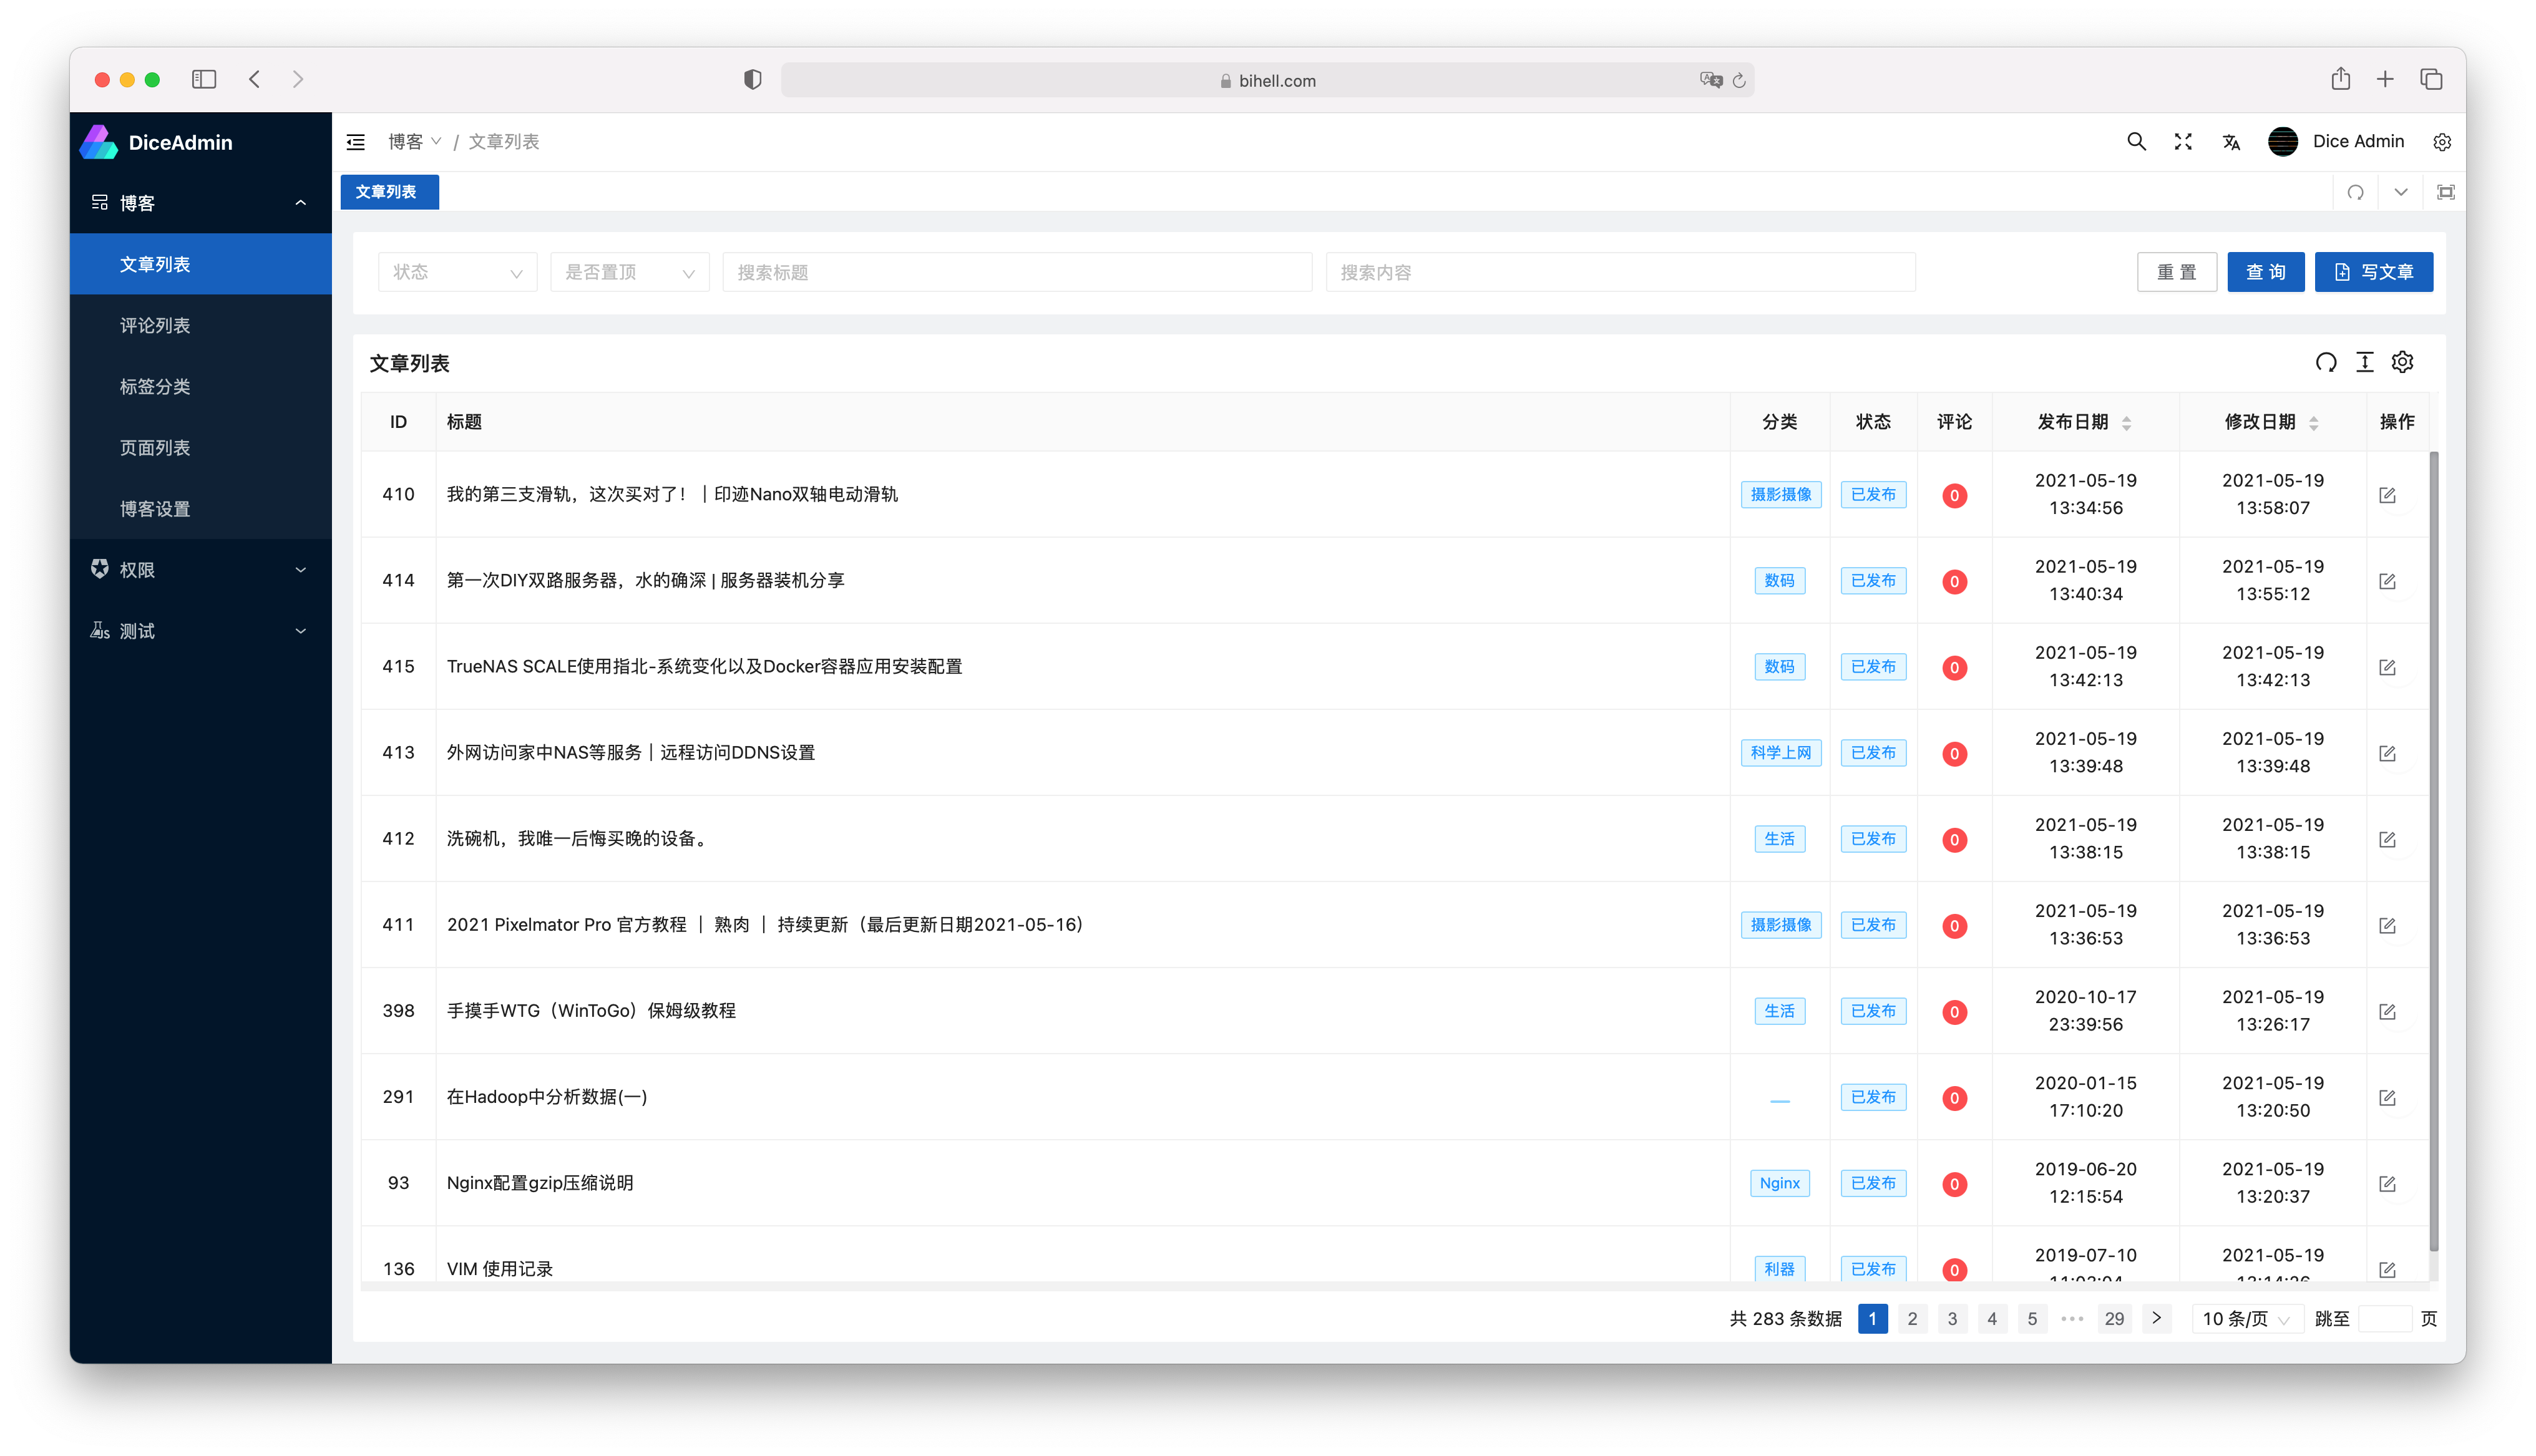 bihell.com
DiceAdmin
博客
文章列表
评论列表
标签分类
页面列表
博客设置
权限
测试
博客 / 文章列表
Dice Admin
文章列表
状态
是否置顶
搜索标题
搜索内容
重 置
查 询
写文章
文章列表
ID 标题 分类 状态 评论 发布日期 修改日期 操作
410 我的第三支滑轨，这次买对了！｜印迹Nano双轴电动滑轨 摄影摄像 已发布 0 2021-05-19 13:34:56 2021-05-19 13:58:07
414 第一次DIY双路服务器，水的确深 | 服务器装机分享 数码 已发布 0 2021-05-19 13:40:34 2021-05-19 13:55:12
415 TrueNAS SCALE使用指北-系统变化以及Docker容器应用安装配置 数码 已发布 0 2021-05-19 13:42:13 2021-05-19 13:42:13
413 外网访问家中NAS等服务｜远程访问DDNS设置 科学上网 已发布 0 2021-05-19 13:39:48 2021-05-19 13:39:48
412 洗碗机，我唯一后悔买晚的设备。 生活 已发布 0 2021-05-19 13:38:15 2021-05-19 13:38:15
411 2021 Pixelmator Pro 官方教程 ｜ 熟肉 ｜ 持续更新（最后更新日期2021-05-16） 摄影摄像 已发布 0 2021-05-19 13:36:53 2021-05-19 13:36:53
398 手摸手WTG（WinToGo）保姆级教程 生活 已发布 0 2020-10-17 23:39:56 2021-05-19 13:26:17
291 在Hadoop中分析数据(一) 已发布 0 2020-01-15 17:10:20 2021-05-19 13:20:50
93 Nginx配置gzip压缩说明 Nginx 已发布 0 2019-06-20 12:15:54 2021-05-19 13:20:37
136 VIM 使用记录 利器 已发布 0 2019-07-10 2021-05-19
共 283 条数据 1 2 3 4 5 ••• 29 10 条/页 跳至 页